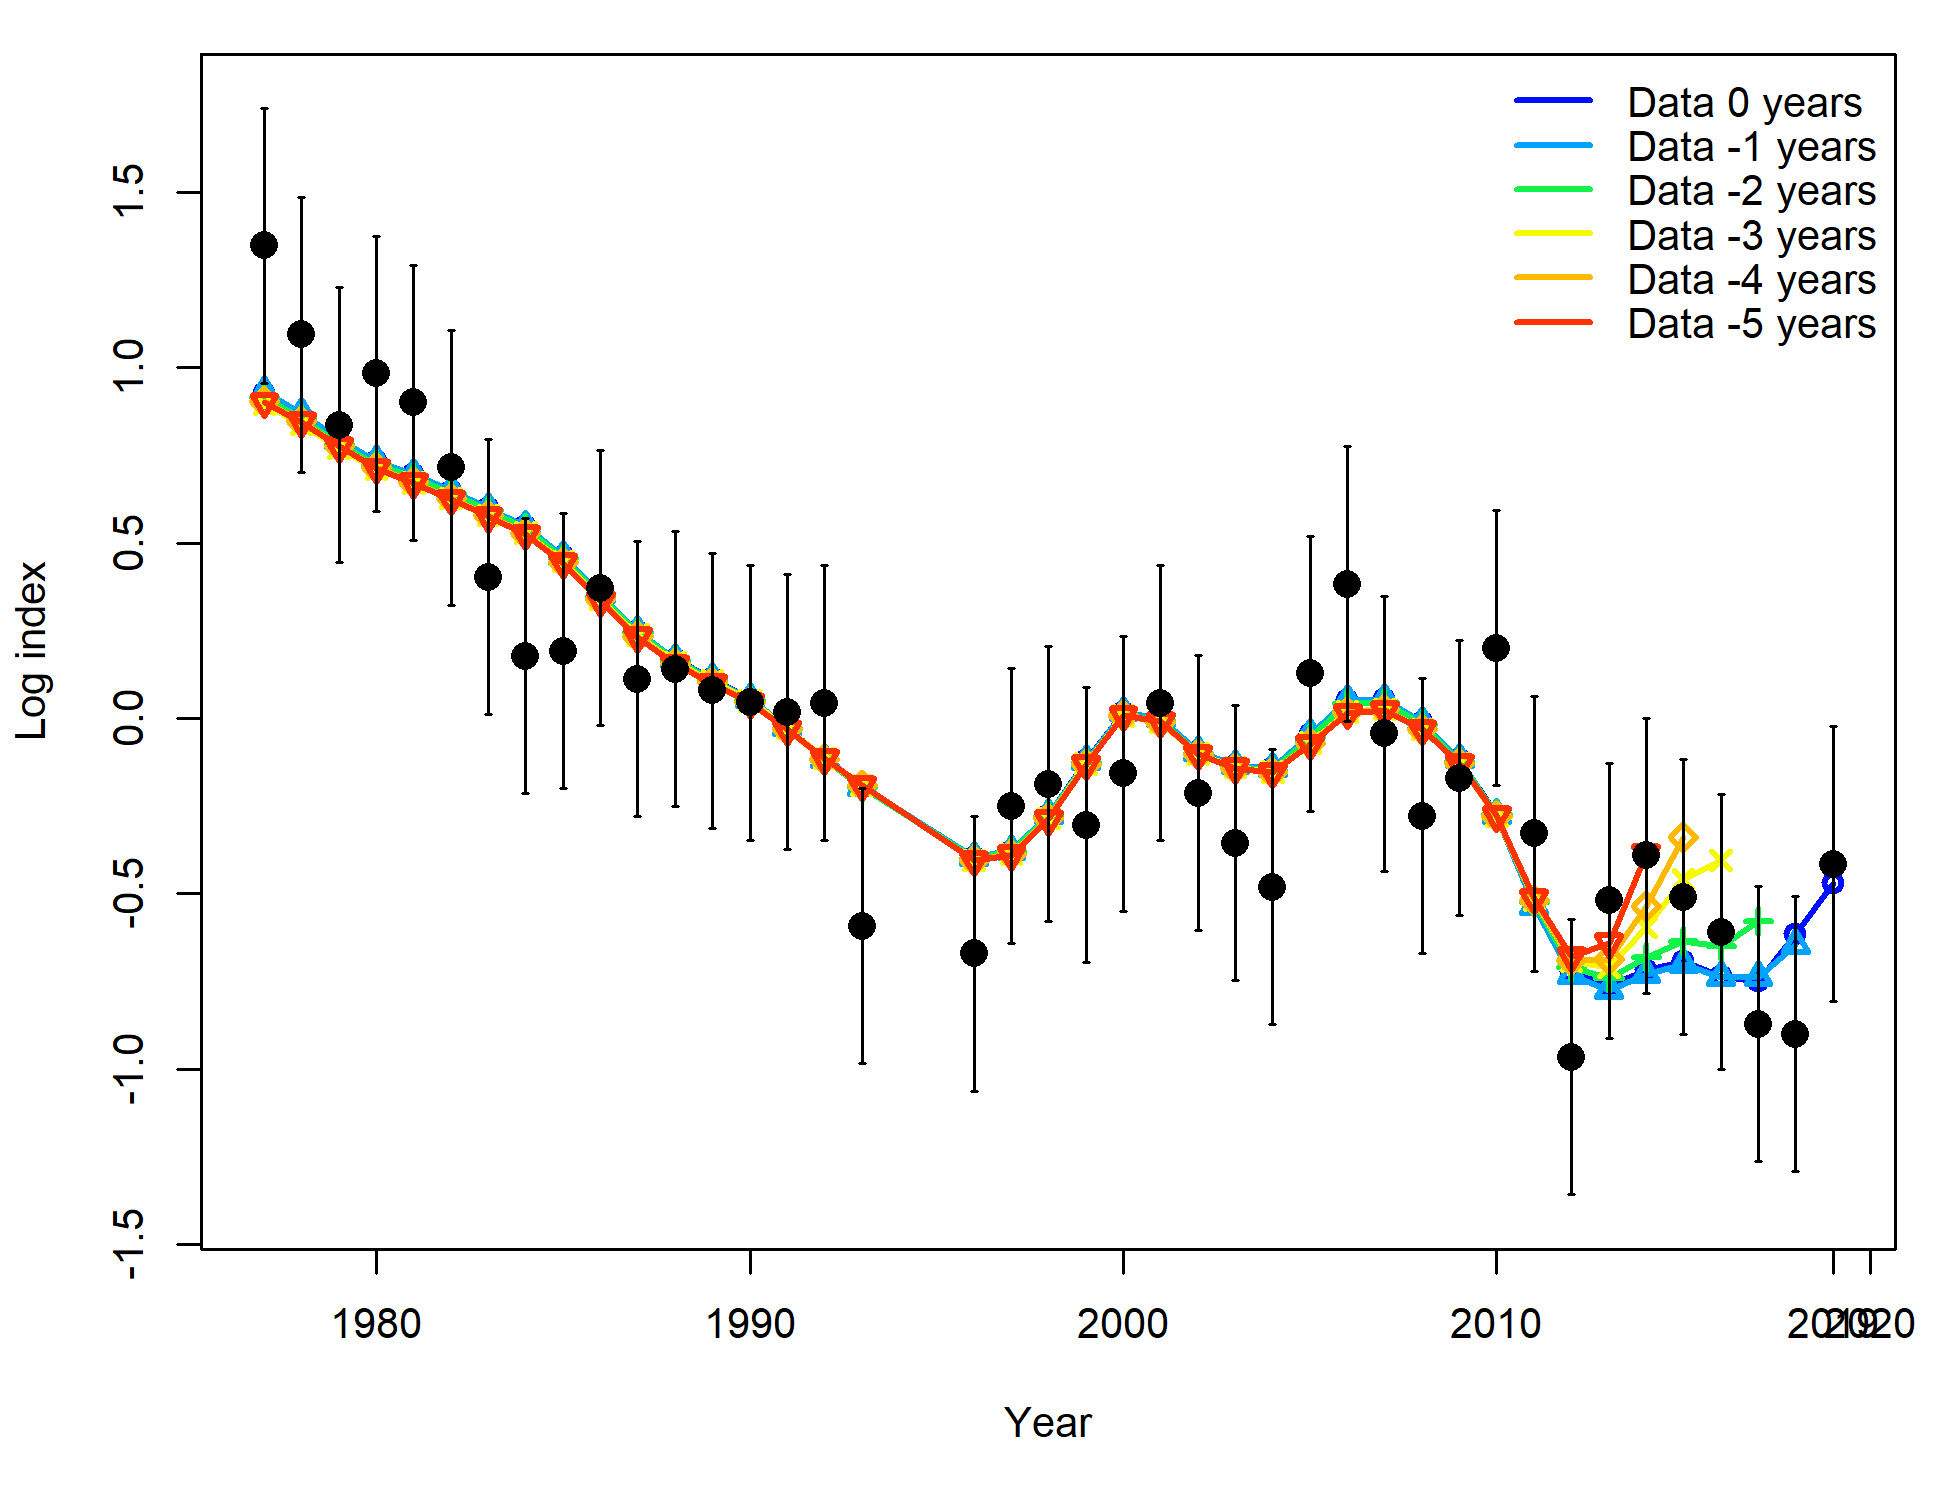 Data 0 years
Data -1 years
Data -2 years
Data -3 years
Data -4 years
Data -5 years
1.5
1.0
0.5
0.0
-0.5
-1.0
-1.5
Log index
1980 1990 2000 2010 2019 2020
Year